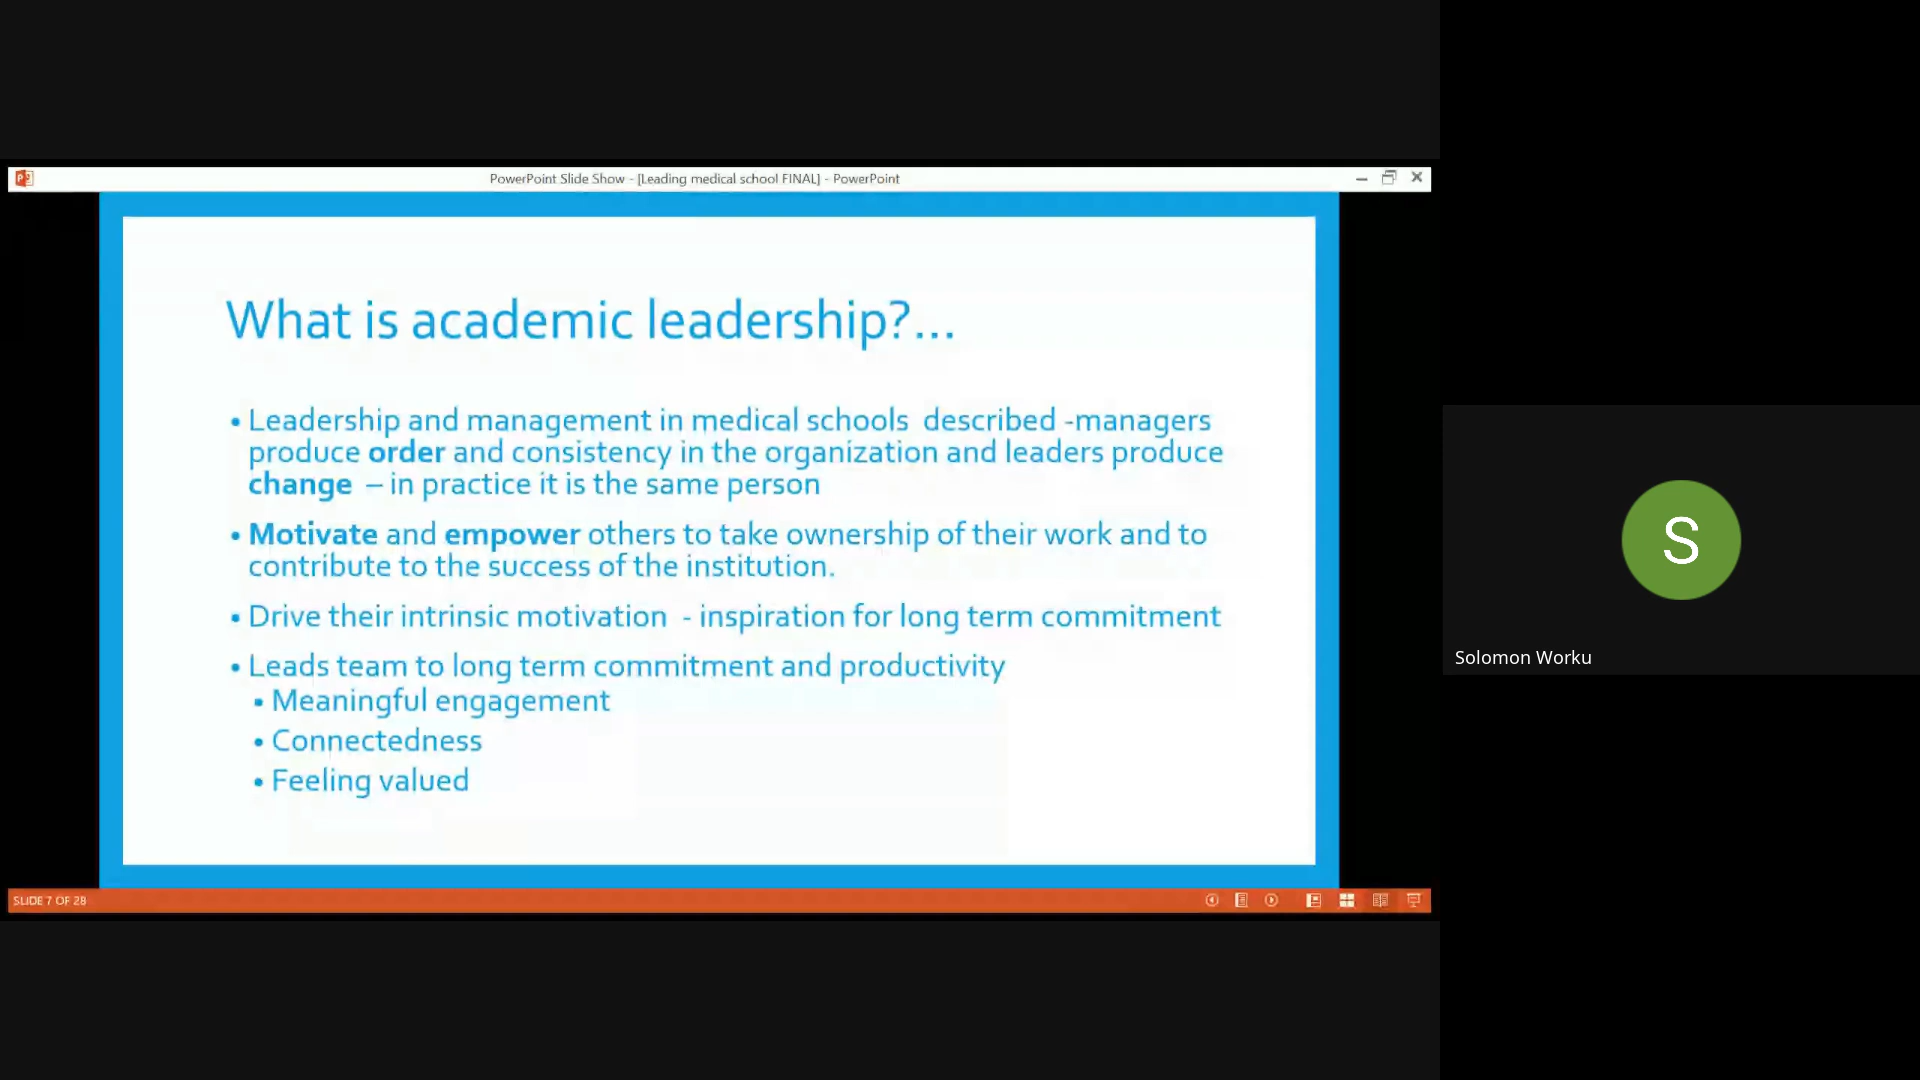 PowerPoint Slide Show - [Leading medical school FINAL] - PowerPoint
What is academic leadership?...
• Leadership and management in medical schools described -managers
produce order and consistency in the organization and leaders produce
change – in practice it is the same person
• Motivate and empower others to take ownership of their work and to
contribute to the success of the institution.
• Drive their intrinsic motivation - inspiration for long term commitment
• Leads team to long term commitment and productivity
• Meaningful engagement
• Connectedness
• Feeling valued
SLIDE 7 OF 28
S
Solomon Worku